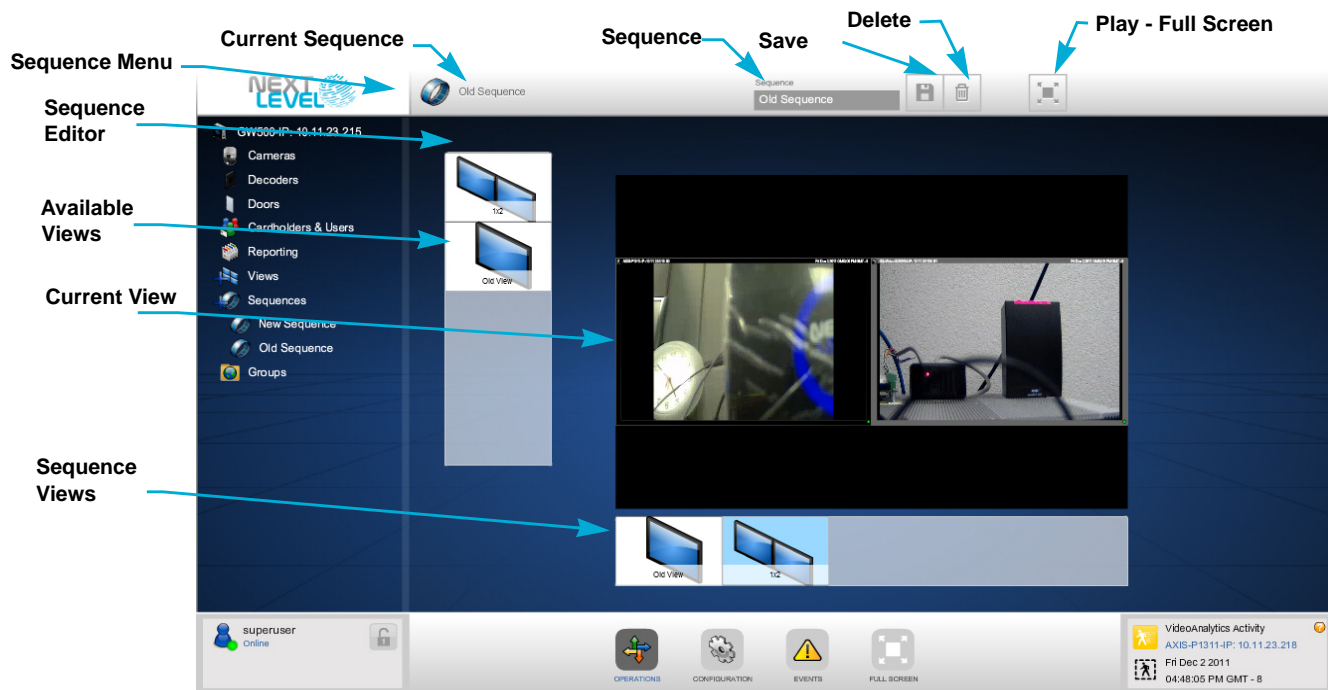 Delete
Play - Full Screen
Current Sequence
Sequence
Save
Sequence Menu
NEXT
LEVEL
Old Sequence
Sequence
Old Sequence
Sequence
Editor
GW500-IP: 10.11.23.215
Cameras
Decoders
Doors
Cardholders & Users
Reporting
Views
Sequences
New Sequence
Old Sequence
Groups
Available
Views
Current View
Sequence
Views
1x2
Old View
Old View
1x2
superuser
Online
OPERATIONS
CONFIGURATION
EVENTS
FULL SCREEN
VideoAnalytics Activity
AXIS-P1311-IP: 10.11.23.218
Fri Dec 2 2011
04:48:05 PM GMT - 8